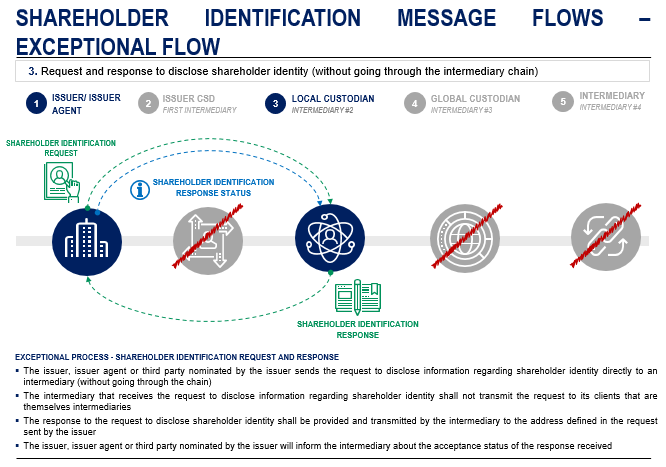 SHAREHOLDER IDENTIFICATION MESSAGE FLOWS –
EXCEPTIONAL FLOW
3. Request and response to disclose shareholder identity (without going through the intermediary chain)
1 ISSUER/ ISSUER AGENT
2 ISSUER CSD
FIRST INTERMEDIARY
3 LOCAL CUSTODIAN
INTERMEDIARY #2
4 GLOBAL CUSTODIAN
INTERMEDIARY #3
5 INTERMEDIARY
INTERMEDIARY #4
SHAREHOLDER IDENTIFICATION
REQUEST
SHAREHOLDER IDENTIFICATION
RESPONSE STATUS
SHAREHOLDER IDENTIFICATION
RESPONSE
EXCEPTIONAL PROCESS - SHAREHOLDER IDENTIFICATION REQUEST AND RESPONSE
▪ The issuer, issuer agent or third party nominated by the issuer sends the request to disclose information regarding shareholder identity directly to an
intermediary (without going through the chain)
▪ The intermediary that receives the request to disclose information regarding shareholder identity shall not transmit the request to its clients that are
themselves intermediaries
▪ The response to the request to disclose shareholder identity shall be provided and transmitted by the intermediary to the address defined in the request
sent by the issuer
▪ The issuer, issuer agent or third party nominated by the issuer will inform the intermediary about the acceptance status of the response received